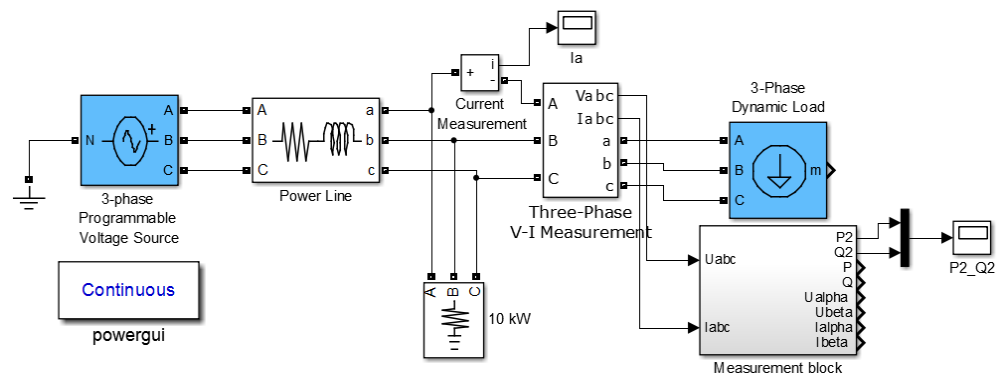 Ia
i
+
-
Current
Measurement
3-Phase
Dynamic Load
A
B
C
N
+
A
B
C
A
B
C
a
b
c
A
B
C
Vabc
Iabc
a
b
c
A
B
C
m
3-phase
Programmable
Voltage Source
Power Line
Three-Phase
V-I Measurement
Continuous
powergui
A
B
C
10 kW
Uabc
Iabc
P2
Q2
P
Q
Ualpha
Ubeta
Ialpha
Ibeta
Measurement block
P2_Q2